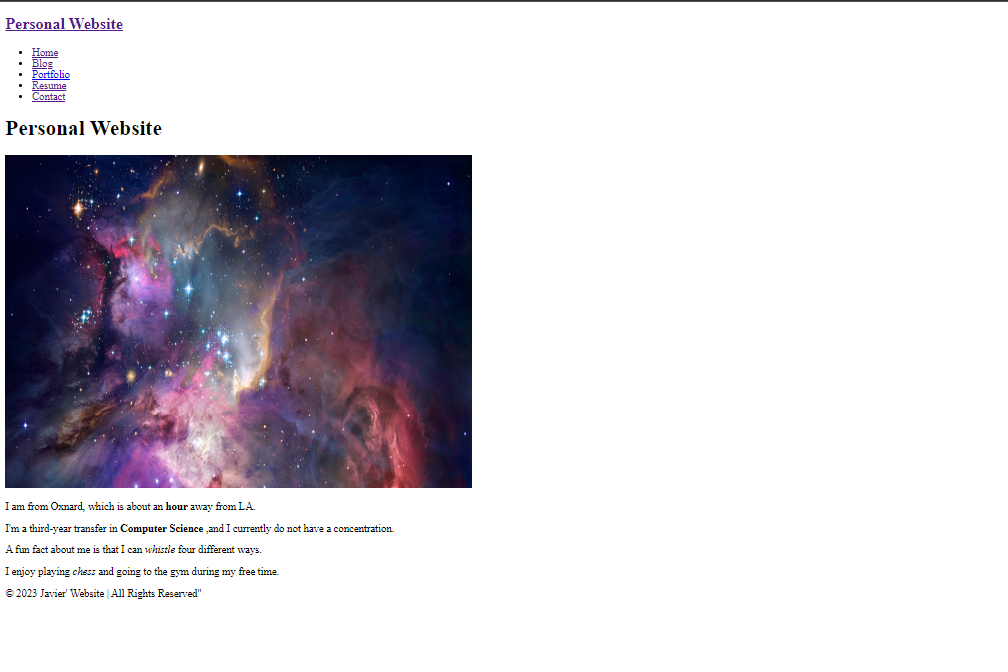 Personal Website
Home
Blog
Portfolio
Resume
Contact
Personal Website
I am from Oxnard, which is about an hour away from LA.
I'm a third-year transfer in Computer Science ,and I currently do not have a concentration.
A fun fact about me is that I can whistle four different ways.
I enjoy playing chess and going to the gym during my free time.
© 2023 Javier' Website | All Rights Reserved"